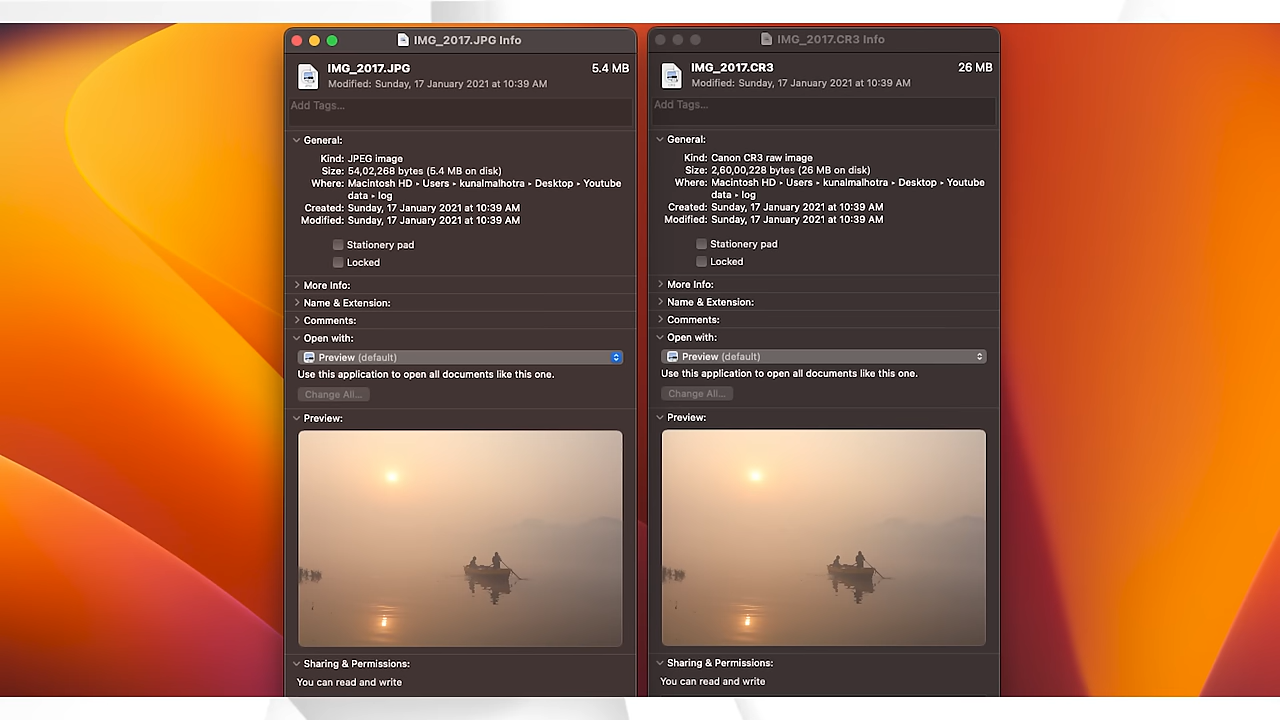 IMG_2017.JPG Info
IMG_2017.JPG 5.4 MB
Modified: Sunday, 17 January 2021 at 10:39 AM
Add Tags...
General:
Kind: JPEG image
Size: 54,02,268 bytes (5.4 MB on disk)
Where: Macintosh HD ▸ Users ▸ kunalmalhotra ▸ Desktop ▸ Youtube
data ▸ log
Created: Sunday, 17 January 2021 at 10:39 AM
Modified: Sunday, 17 January 2021 at 10:39 AM
Stationery pad
Locked
More Info:
Name & Extension:
Comments:
Open with:
Preview (default)
Use this application to open all documents like this one.
Change All...
Preview:
Sharing & Permissions:
You can read and write
IMG_2017.CR3 Info
IMG_2017.CR3 26 MB
Modified: Sunday, 17 January 2021 at 10:39 AM
Add Tags...
General:
Kind: Canon CR3 raw image
Size: 2,60,00,228 bytes (26 MB on disk)
Where: Macintosh HD ▸ Users ▸ kunalmalhotra ▸ Desktop ▸ Youtube
data ▸ log
Created: Sunday, 17 January 2021 at 10:39 AM
Modified: Sunday, 17 January 2021 at 10:39 AM
Stationery pad
Locked
More Info:
Name & Extension:
Comments:
Open with:
Preview (default)
Use this application to open all documents like this one.
Change All...
Preview:
Sharing & Permissions:
You can read and write